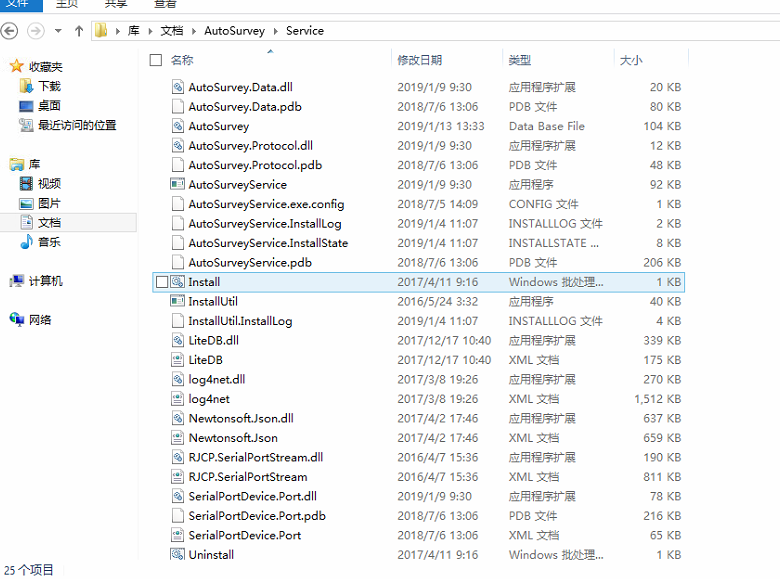 文件 主页 共享 查看
库 文档 AutoSurvey Service
收藏夹
下载
桌面
最近访问的位置
库
视频
图片
文档
音乐
计算机
网络
名称 修改日期 类型 大小
AutoSurvey.Data.dll 2019/1/9 9:30 应用程序扩展 20 KB
AutoSurvey.Data.pdb 2018/7/6 13:06 PDB 文件 80 KB
AutoSurvey 2019/1/13 13:33 Data Base File 104 KB
AutoSurvey.Protocol.dll 2019/1/9 9:30 应用程序扩展 12 KB
AutoSurvey.Protocol.pdb 2018/7/6 13:06 PDB 文件 48 KB
AutoSurveyService 2019/1/9 9:30 应用程序 92 KB
AutoSurveyService.exe.config 2018/7/5 14:09 CONFIG 文件 1 KB
AutoSurveyService.InstallLog 2019/1/4 11:07 INSTALLLOG 文件 2 KB
AutoSurveyService.InstallState 2019/1/4 11:07 INSTALLSTATE ... 8 KB
AutoSurveyService.pdb 2018/7/6 13:06 PDB 文件 206 KB
Install 2017/4/11 9:16 Windows 批处理... 1 KB
InstallUtil 2016/5/24 3:32 应用程序 40 KB
InstallUtil.InstallLog 2019/1/4 11:07 INSTALLLOG 文件 4 KB
LiteDB.dll 2017/12/17 10:40 应用程序扩展 339 KB
LiteDB 2017/12/17 10:40 XML 文档 175 KB
log4net.dll 2017/3/8 19:26 应用程序扩展 270 KB
log4net 2017/3/8 19:26 XML 文档 1,512 KB
Newtonsoft.Json.dll 2017/4/2 17:46 应用程序扩展 637 KB
Newtonsoft.Json 2017/4/2 17:46 XML 文档 659 KB
RJCP.SerialPortStream.dll 2016/4/7 15:36 应用程序扩展 190 KB
RJCP.SerialPortStream 2016/4/7 15:36 XML 文档 811 KB
SerialPortDevice.Port.dll 2019/1/9 9:30 应用程序扩展 78 KB
SerialPortDevice.Port.pdb 2018/7/6 13:06 PDB 文件 216 KB
SerialPortDevice.Port 2018/7/6 13:06 XML 文档 65 KB
Uninstall 2017/4/11 9:16 Windows 批处理... 1 KB
25 个项目